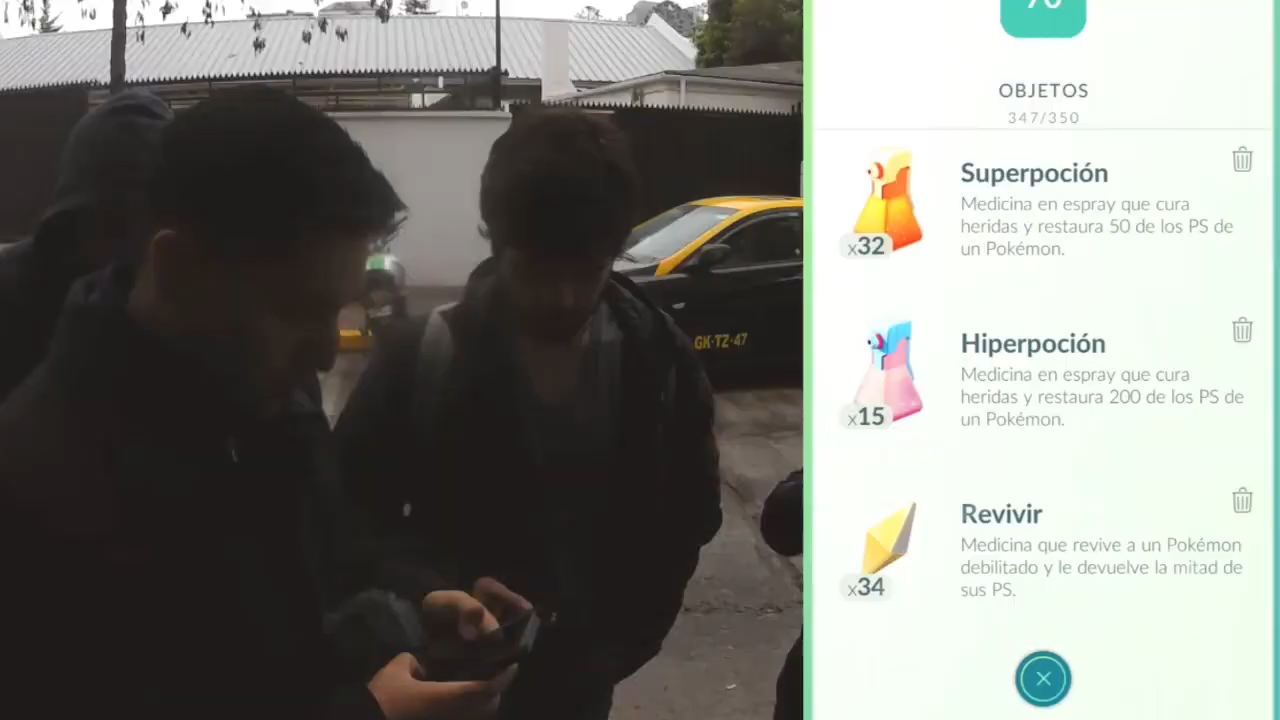 OBJETOS
347/350
Superpoción
Medicina en espray que cura
heridas y restaura 50 de los PS de
un Pokémon.
x32
Hiperpoción
Medicina en espray que cura
heridas y restaura 200 de los PS de
un Pokémon.
x15
Revivir
Medicina que revive a un Pokémon
debilitado y le devuelve la mitad de
sus PS.
x34
GK·TZ-47